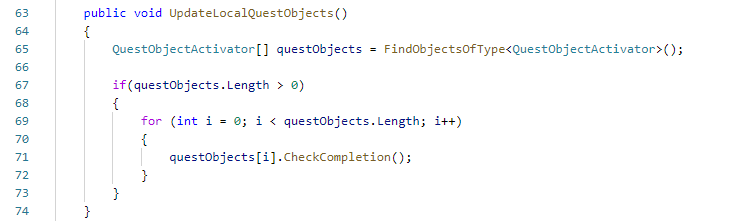 63 public void UpdateLocalQuestObjects()
64 {
65 QuestObjectActivator[] questObjects = FindObjectsOfType<QuestObjectActivator>();
66
67 if(questObjects.Length > 0)
68 {
69 for (int i = 0; i < questObjects.Length; i++)
70 {
71 questObjects[i].CheckCompletion();
72 }
73 }
74 }